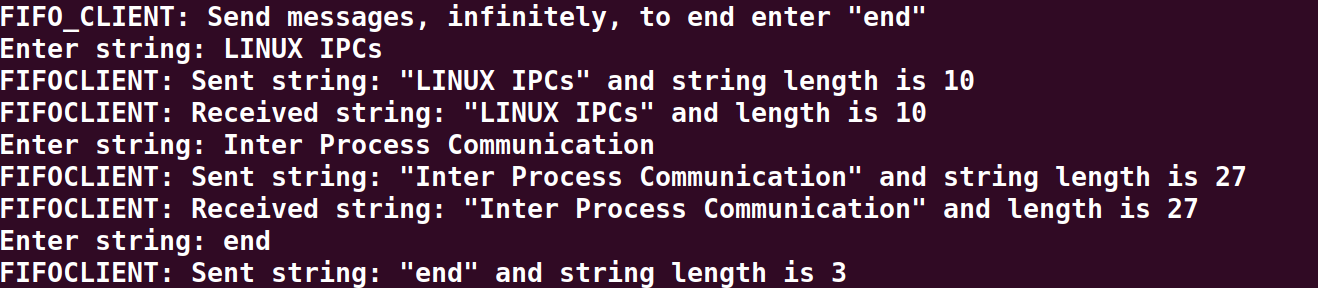 FIFO_CLIENT: Send messages, infinitely, to end enter "end"
Enter string: LINUX IPCs
FIFOCLIENT: Sent string: "LINUX IPCs" and string length is 10
FIFOCLIENT: Received string: "LINUX IPCs" and length is 10
Enter string: Inter Process Communication
FIFOCLIENT: Sent string: "Inter Process Communication" and string length is 27
FIFOCLIENT: Received string: "Inter Process Communication" and length is 27
Enter string: end
FIFOCLIENT: Sent string: "end" and string length is 3